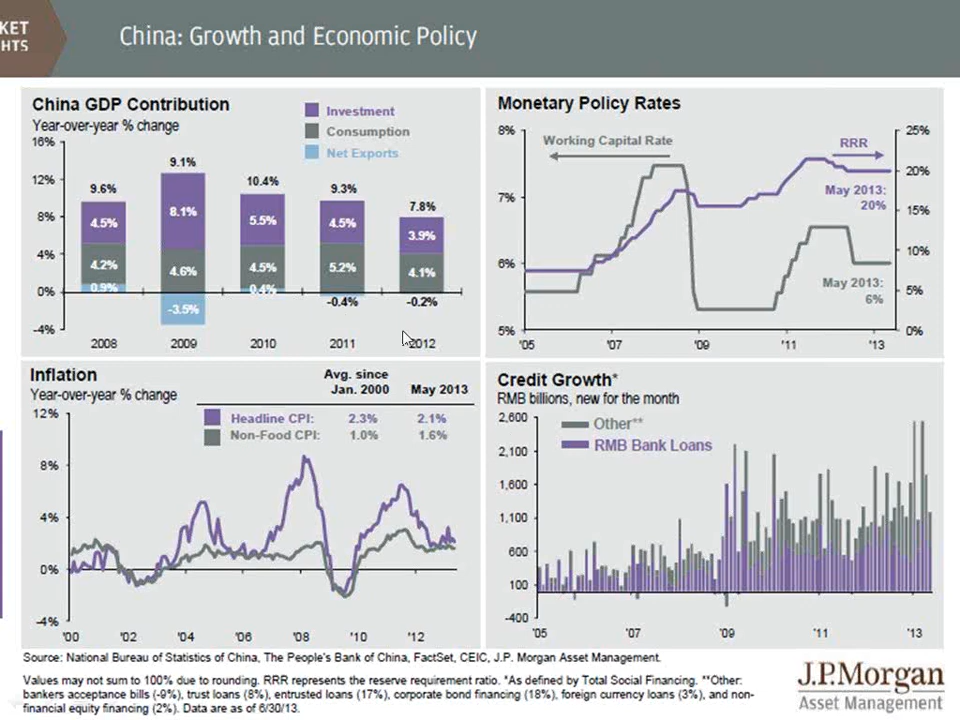 KET
HTS
China: Growth and Economic Policy
China GDP Contribution
Year-over-year % change
Investment
Consumption
Net Exports
16%
12%
8%
4%
0%
-4%
9.6%
9.1%
10.4%
9.3%
7.8%
4.5%
8.1%
5.5%
4.5%
3.9%
4.2%
4.6%
4.5%
5.2%
4.1%
0.9%
-3.5%
0.4%
-0.4%
-0.2%
2008
2009
2010
2011
2012
Monetary Policy Rates
8%
7%
6%
5%
25%
20%
15%
10%
5%
0%
Working Capital Rate
RRR
May 2013:
20%
May 2013:
6%
'05
'07
'09
'11
'13
Inflation
Year-over-year % change
Avg. since
Jan. 2000
May 2013
Headline CPI: 2.3% 2.1%
Non-Food CPI: 1.0% 1.6%
12%
8%
4%
0%
-4%
'00
'02
'04
'06
'08
'10
'12
Credit Growth*
RMB billions, new for the month
Other**
RMB Bank Loans
2,600
2,100
1,600
1,100
600
100
-400
'05
'07
'09
'11
'13
Source: National Bureau of Statistics of China, The People's Bank of China, FactSet, CEIC, J.P. Morgan Asset Management.
Values may not sum to 100% due to rounding. RRR represents the reserve requirement ratio. *As defined by Total Social Financing. **Other:
bankers acceptance bills (-9%), trust loans (8%), entrusted loans (17%), corporate bond financing (18%), foreign currency loans (3%), and non-
financial equity financing (2%). Data are as of 6/30/13.
J.P.Morgan
Asset Management